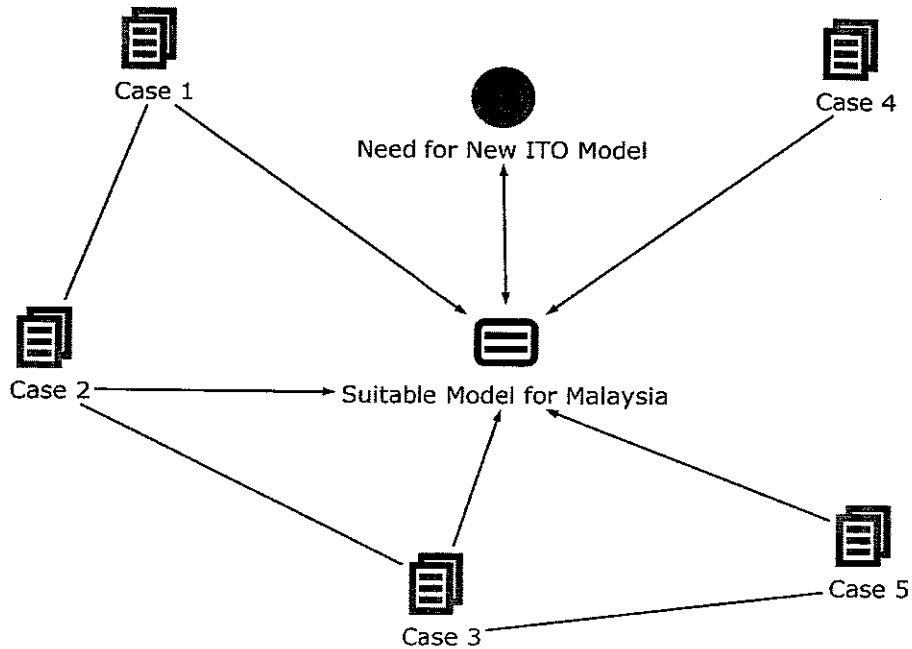 Case 1
Case 4
Need for New ITO Model
Case 2
Suitable Model for Malaysia
Case 5
Case 3